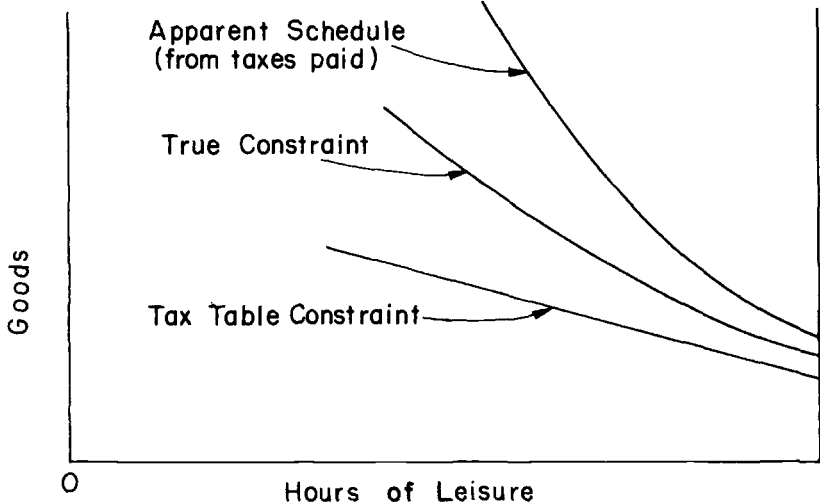 Apparent Schedule
(from taxes paid)
True Constraint
Goods
Tax Table Constraint
O
Hours of Leisure